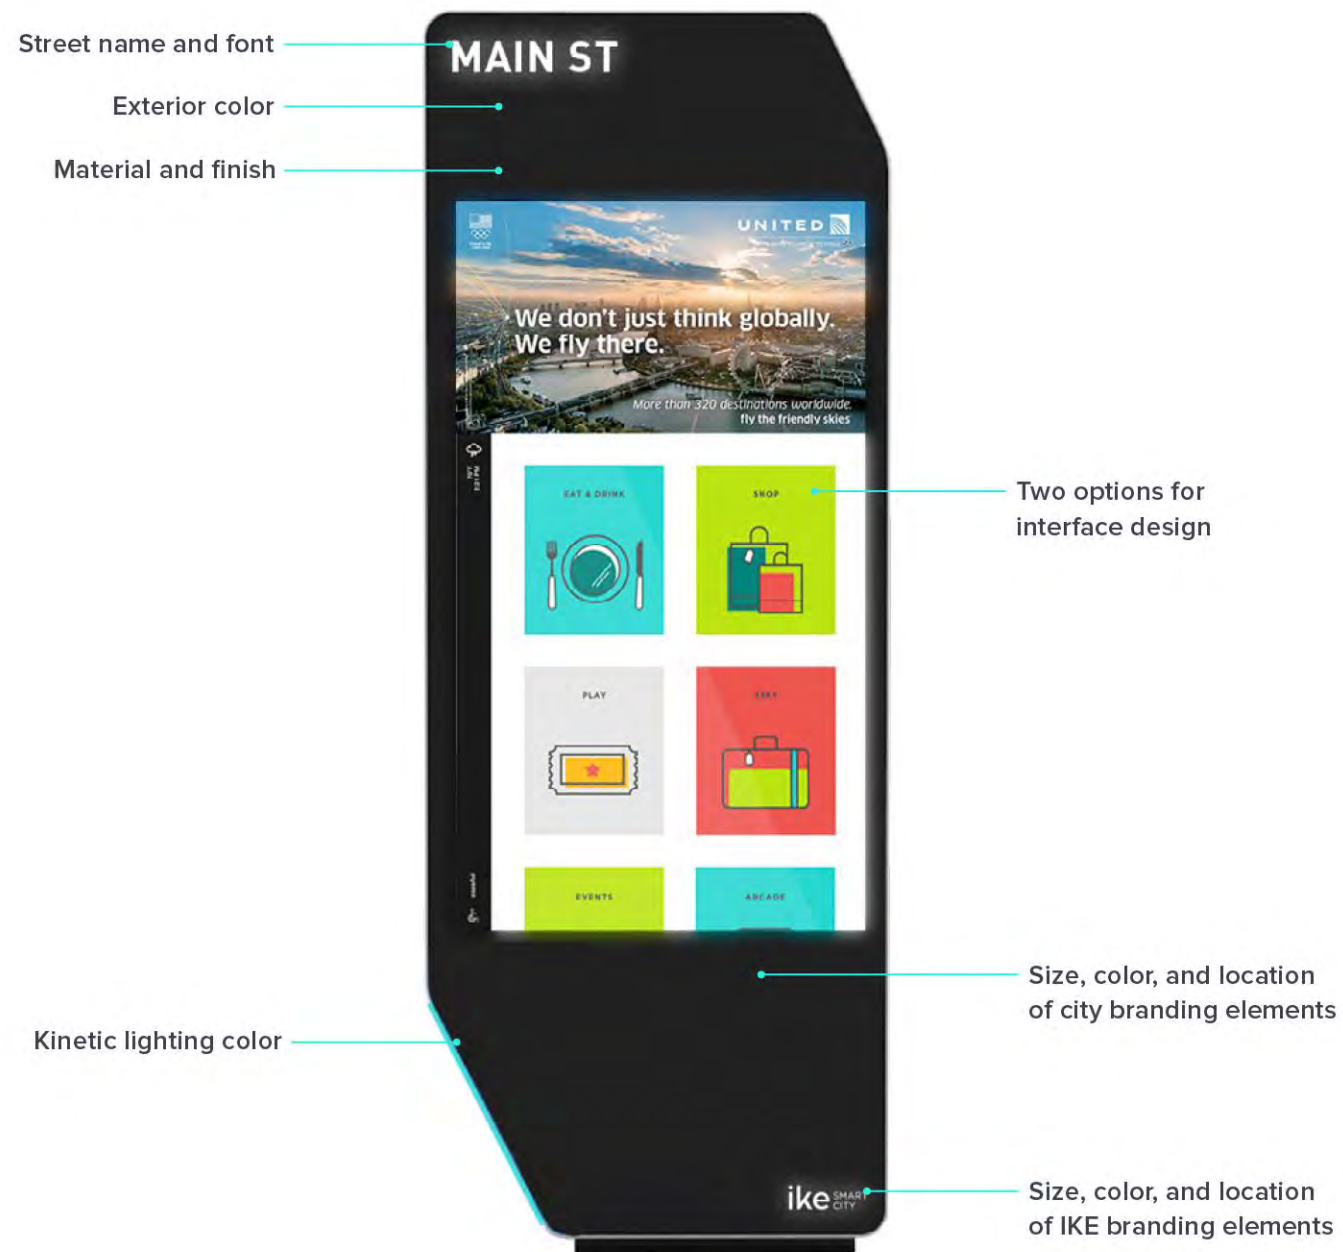 Street name and font
MAIN ST
Exterior color
Material and finish
UNITED
We don't just think globally.
We fly there.
More than 320 destinations worldwide.
fly the friendly skies
EAT & DRINK
SHOP
Two options for
interface design
PLAY
EVENTS
ARCADE
Size, color, and location
of city branding elements
Kinetic lighting color
ike SMART
CITY
Size, color, and location
of IKE branding elements